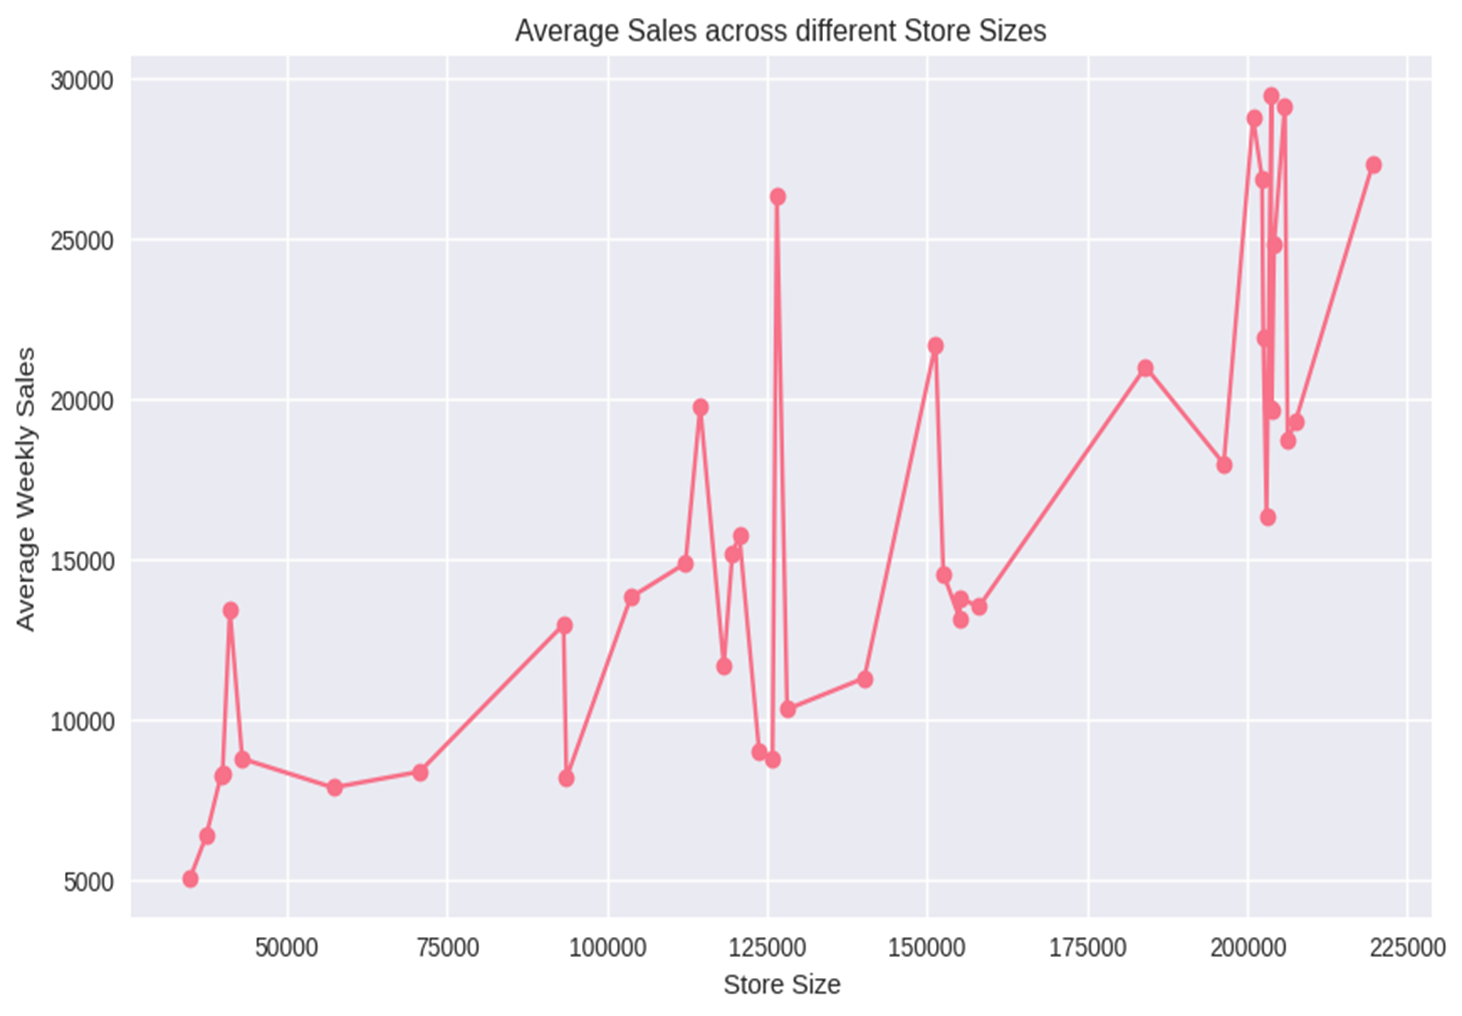 Average Sales across different Store Sizes
30000
25000
20000
15000
10000
5000
Average Weekly Sales
50000 75000 100000 125000 150000 175000 200000 225000
Store Size